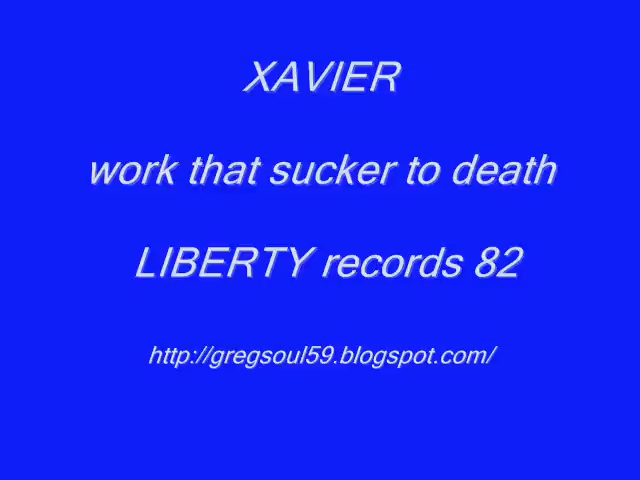 XAVIER
work that sucker to death
LIBERTY records 82
http://gregsoul59.blogspot.com/